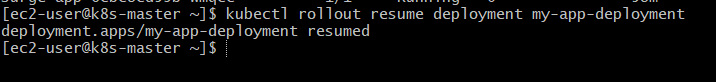 [ec2-user@k8s-master ~]$ kubectl rollout resume deployment my-app-deployment
deployment.apps/my-app-deployment resumed
[ec2-user@k8s-master ~]$